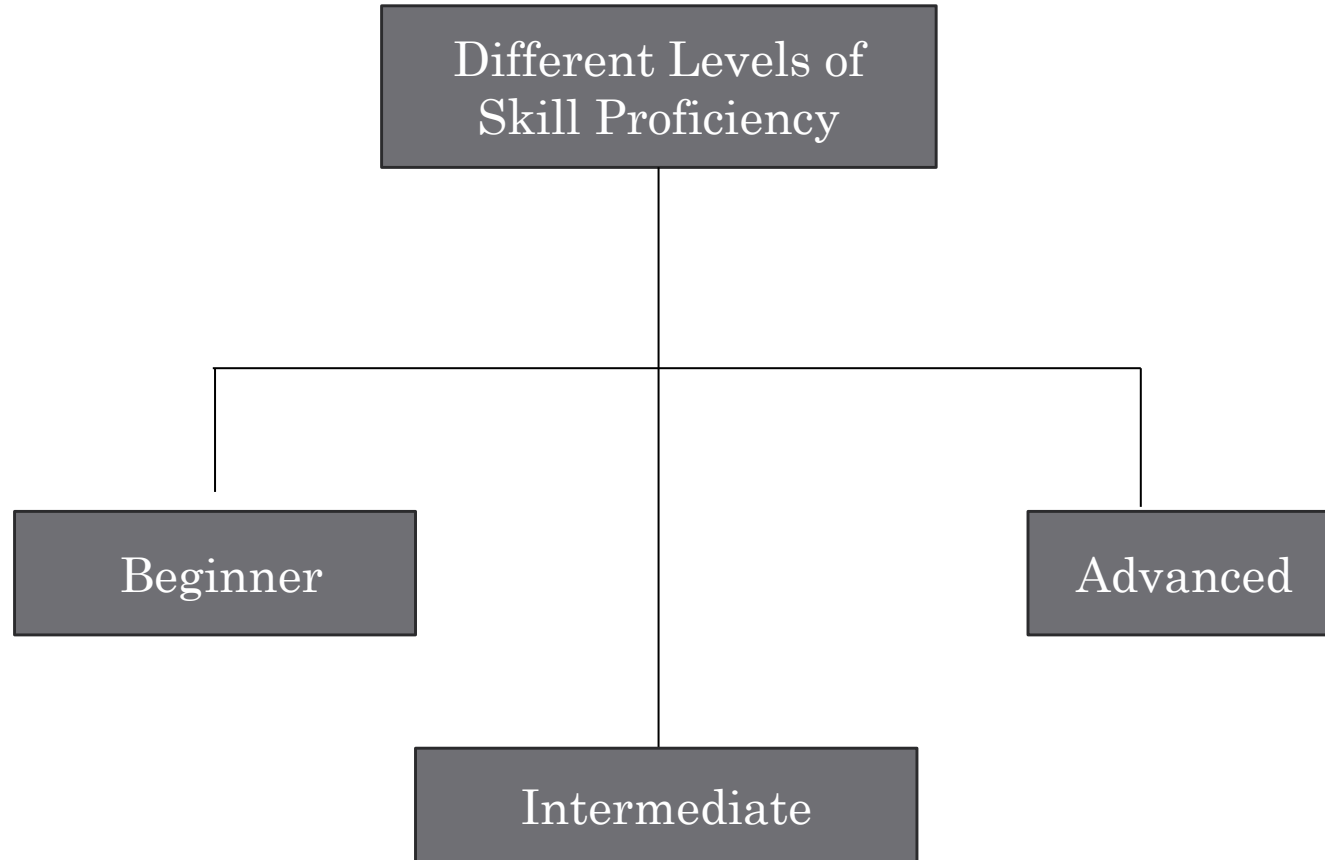 Different Levels of
Skill Proficiency
Beginner
Advanced
Intermediate